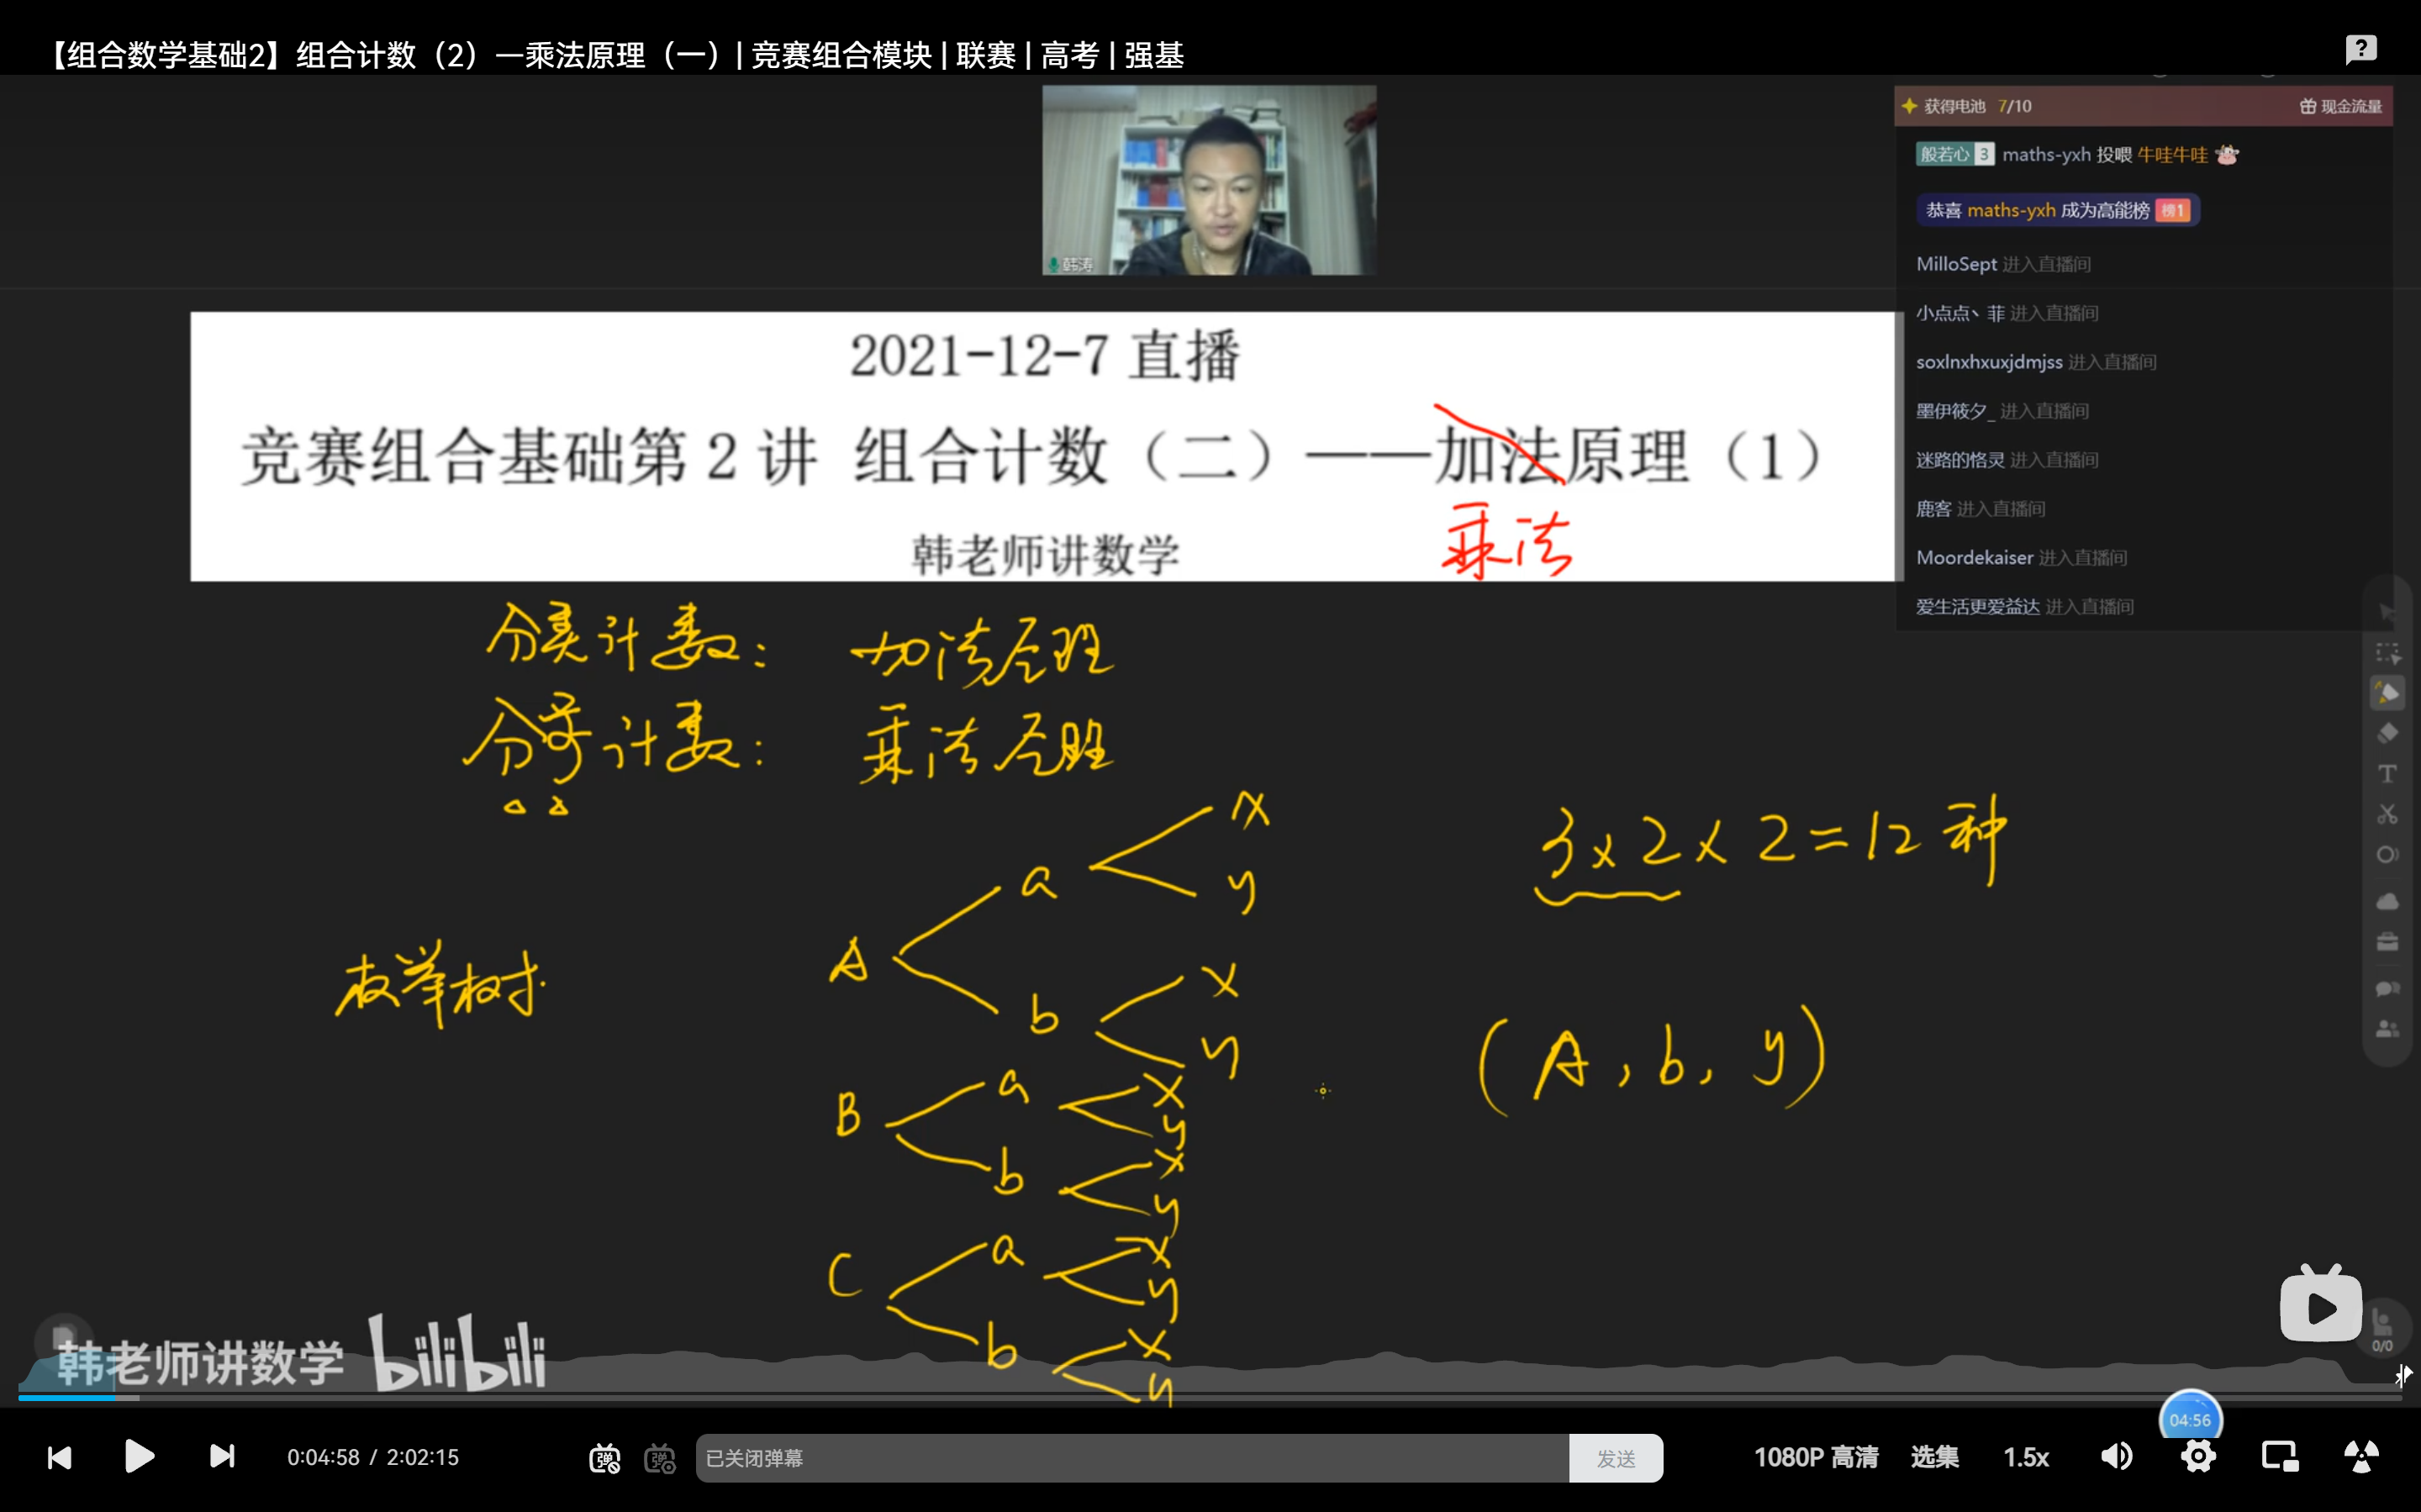 【组合数学基础2】组合计数（2）—乘法原理（一）| 竞赛组合模块 | 联赛 | 高考 | 强基
韩涛
获得电池 7/10 现金流量
般若心 3 maths-yxh 投喂 牛哇牛哇
恭喜 maths-yxh 成为高能榜 榜1
MilloSept 进入直播间
小点点丶菲 进入直播间
soxlnxhxuxjdmjss 进入直播间
墨伊筱夕_ 进入直播间
迷路的恪灵 进入直播间
鹿客 进入直播间
Moordekaiser 进入直播间
爱生活更爱益达 进入直播间
2021-12-7 直播
竞赛组合基础第 2 讲 组合计数（二）——加法原理（1）
乘法
韩老师讲数学
分类计数： 加法原理
分步计数： 乘法原理
枚举树
A
a
x
y
b
x
y
B
a
x
y
b
x
y
C
a
x
y
b
x
y
3×2×2=12种
(A, b, y)
韩老师讲数学 bilibili
0/0
04:56
0:04:58 / 2:02:15
弹
弹
已关闭弹幕
发送
1080P 高清
选集
1.5x